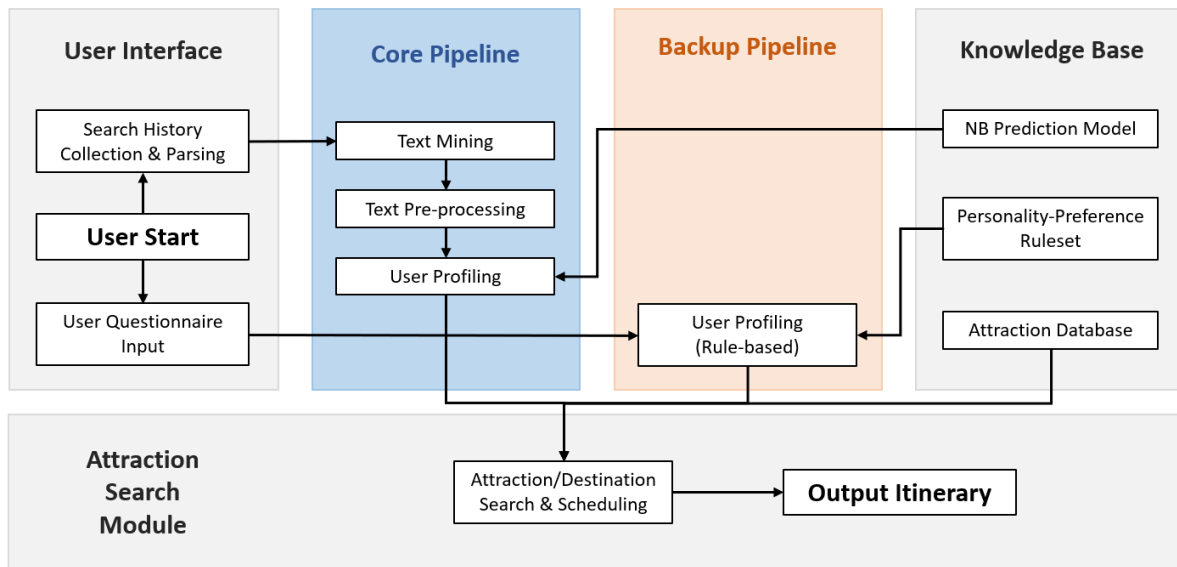 User Interface
Search History
Collection & Parsing
User Start
User Questionnaire
Input
Core Pipeline
Text Mining
Text Pre-processing
User Profiling
Backup Pipeline
User Profiling
(Rule-based)
Knowledge Base
NB Prediction Model
Personality-Preference
Ruleset
Attraction Database
Attraction
Search
Module
Attraction/Destination
Search & Scheduling
Output Itinerary